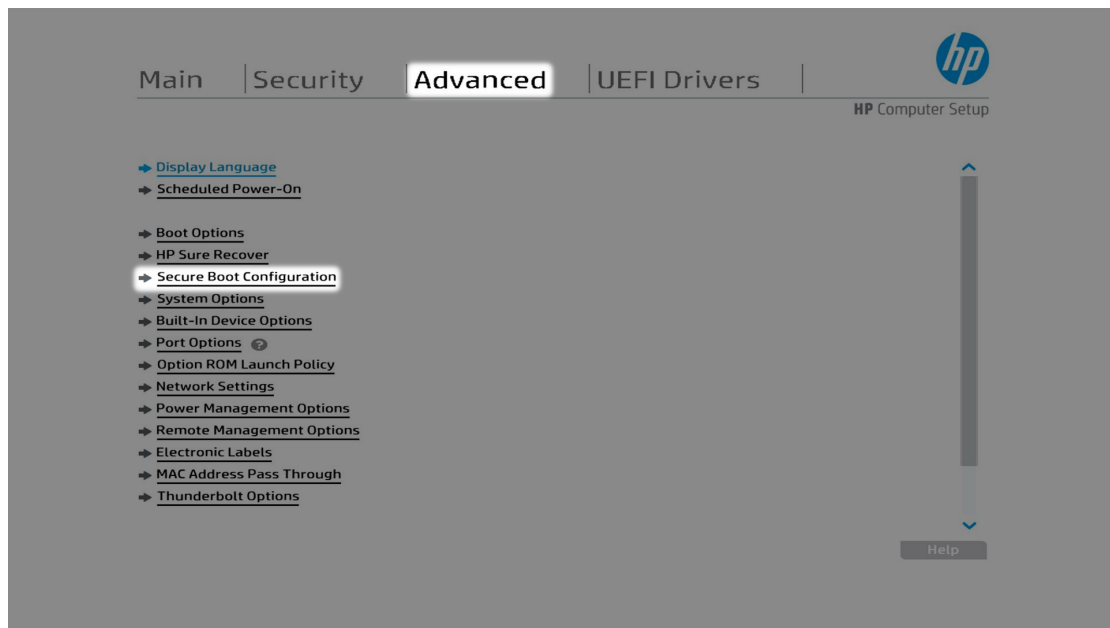 hp
Main Security Advanced UEFI Drivers
HP Computer Setup
Display Language
Scheduled Power-On
Boot Options
HP Sure Recover
Secure Boot Configuration
System Options
Built-In Device Options
Port Options ?
Option ROM Launch Policy
Network Settings
Power Management Options
Remote Management Options
Electronic Labels
MAC Address Pass Through
Thunderbolt Options
Help